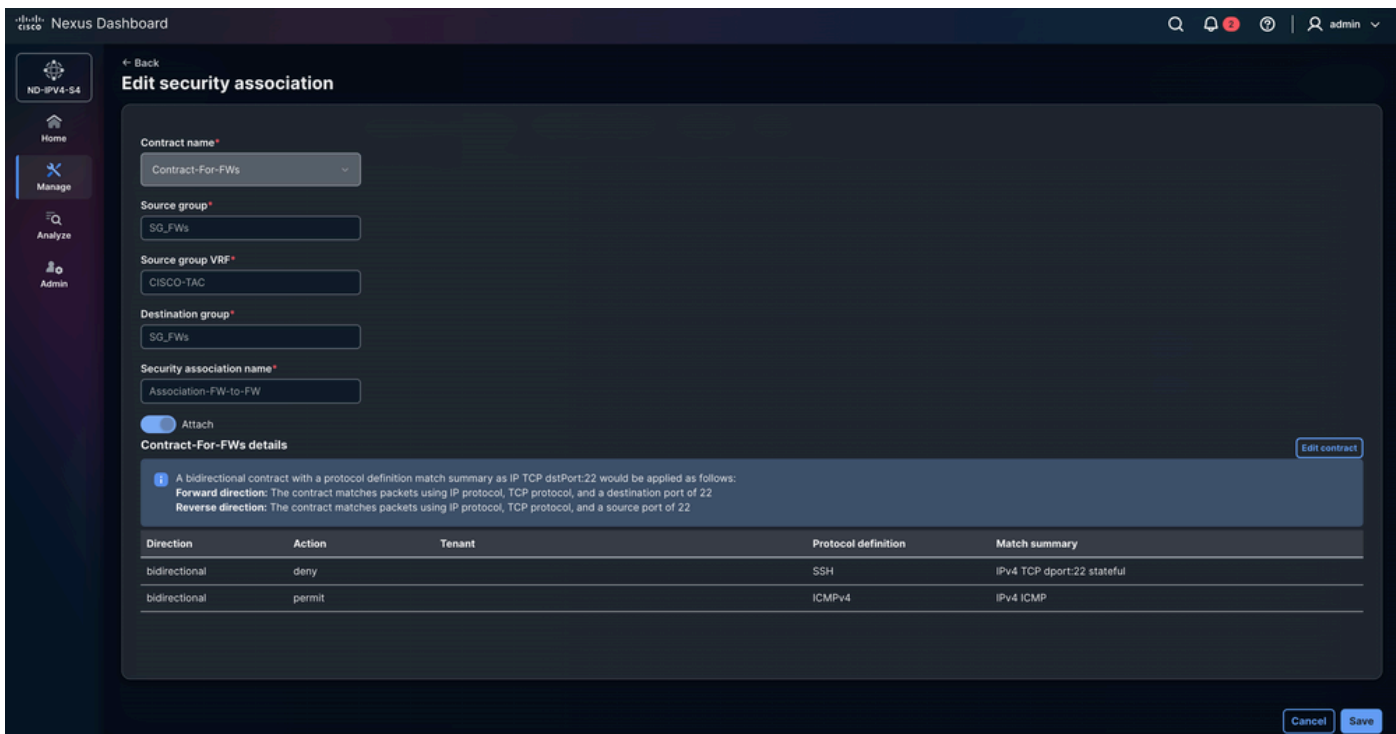 cisco Nexus Dashboard
2
admin
ND-IPV4-S4
Home
Manage
Analyze
Admin
← Back
Edit security association
Contract name*
Contract-For-FWs
Source group*
SG_FWs
Source group VRF*
CISCO-TAC
Destination group*
SG_FWs
Security association name*
Association-FW-to-FW
Attach
Contract-For-FWs details
Edit contract
A bidirectional contract with a protocol definition match summary as IP TCP dstPort:22 would be applied as follows:
Forward direction: The contract matches packets using IP protocol, TCP protocol, and a destination port of 22
Reverse direction: The contract matches packets using IP protocol, TCP protocol, and a source port of 22
Direction Action Tenant Protocol definition Match summary
bidirectional deny SSH IPv4 TCP dport:22 stateful
bidirectional permit ICMPv4 IPv4 ICMP
Cancel Save